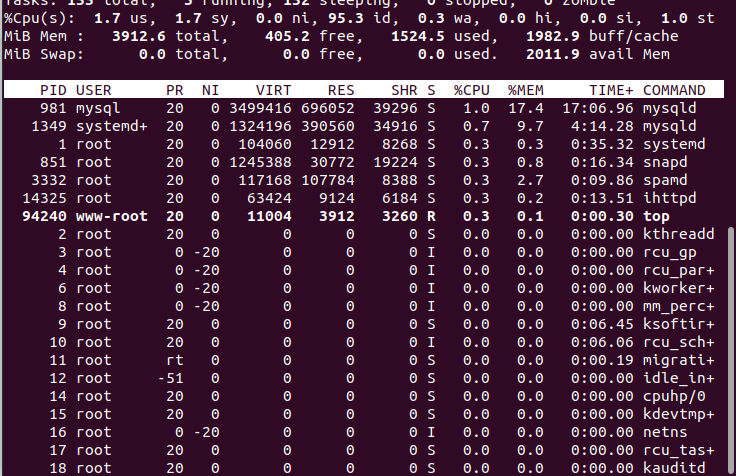 Tasks: 133 total, 3 running, 132 sleeping, 0 stopped, 0 zombie
%Cpu(s):  1.7 us,  1.7 sy,  0.0 ni, 95.3 id,  0.3 wa,  0.0 hi,  0.0 si,  1.0 st
MiB Mem :   3912.6 total,    405.2 free,   1524.5 used,   1982.9 buff/cache
MiB Swap:      0.0 total,      0.0 free,      0.0 used.   2011.9 avail Mem
PID USER      PR  NI    VIRT    RES    SHR S  %CPU  %MEM     TIME+ COMMAND
981 mysql     20   0 3499416 696052  39296 S   1.0  17.4  17:06.96 mysqld
1349 systemd+  20   0 1324196 390560  34916 S   0.7   9.7   4:14.28 mysqld
1 root      20   0  104060  12912   8268 S   0.3   0.3   0:35.32 systemd
851 root      20   0 1245388  30772  19224 S   0.3   0.8   0:16.34 snapd
3332 root      20   0  117168 107784   8388 S   0.3   2.7   0:09.86 spamd
14325 root      20   0   63424   9124   6184 S   0.3   0.2   0:13.51 ihttpd
94240 www-root  20   0   11004   3912   3260 R   0.3   0.1   0:00.30 top
2 root      20   0       0      0      0 S   0.0   0.0   0:00.00 kthreadd
3 root       0 -20       0      0      0 I   0.0   0.0   0:00.00 rcu_gp
4 root       0 -20       0      0      0 I   0.0   0.0   0:00.00 rcu_par+
6 root       0 -20       0      0      0 I   0.0   0.0   0:00.00 kworker+
8 root       0 -20       0      0      0 I   0.0   0.0   0:00.00 mm_perc+
9 root      20   0       0      0      0 S   0.0   0.0   0:06.45 ksoftir+
10 root      20   0       0      0      0 I   0.0   0.0   0:06.06 rcu_sch+
11 root      rt   0       0      0      0 S   0.0   0.0   0:00.19 migrati+
12 root     -51   0       0      0      0 S   0.0   0.0   0:00.00 idle_in+
14 root      20   0       0      0      0 S   0.0   0.0   0:00.00 cpuhp/0
15 root      20   0       0      0      0 S   0.0   0.0   0:00.00 kdevtmp+
16 root       0 -20       0      0      0 I   0.0   0.0   0:00.00 netns
17 root      20   0       0      0      0 S   0.0   0.0   0:00.00 rcu_tas+
18 root      20   0       0      0      0 S   0.0   0.0   0:00.00 kauditd